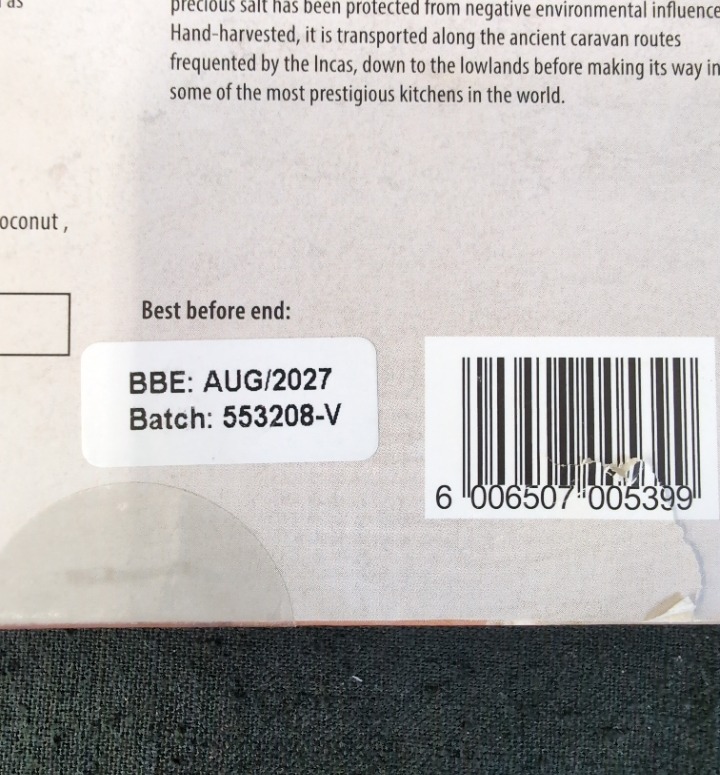 as
precious salt has been protected from negative environmental influence
Hand-harvested, it is transported along the ancient caravan routes
frequented by the Incas, down to the lowlands before making its way in
some of the most prestigious kitchens in the world.
oconut ,
Best before end:
BBE: AUG/2027
Batch: 553208-V
6 006507 005399